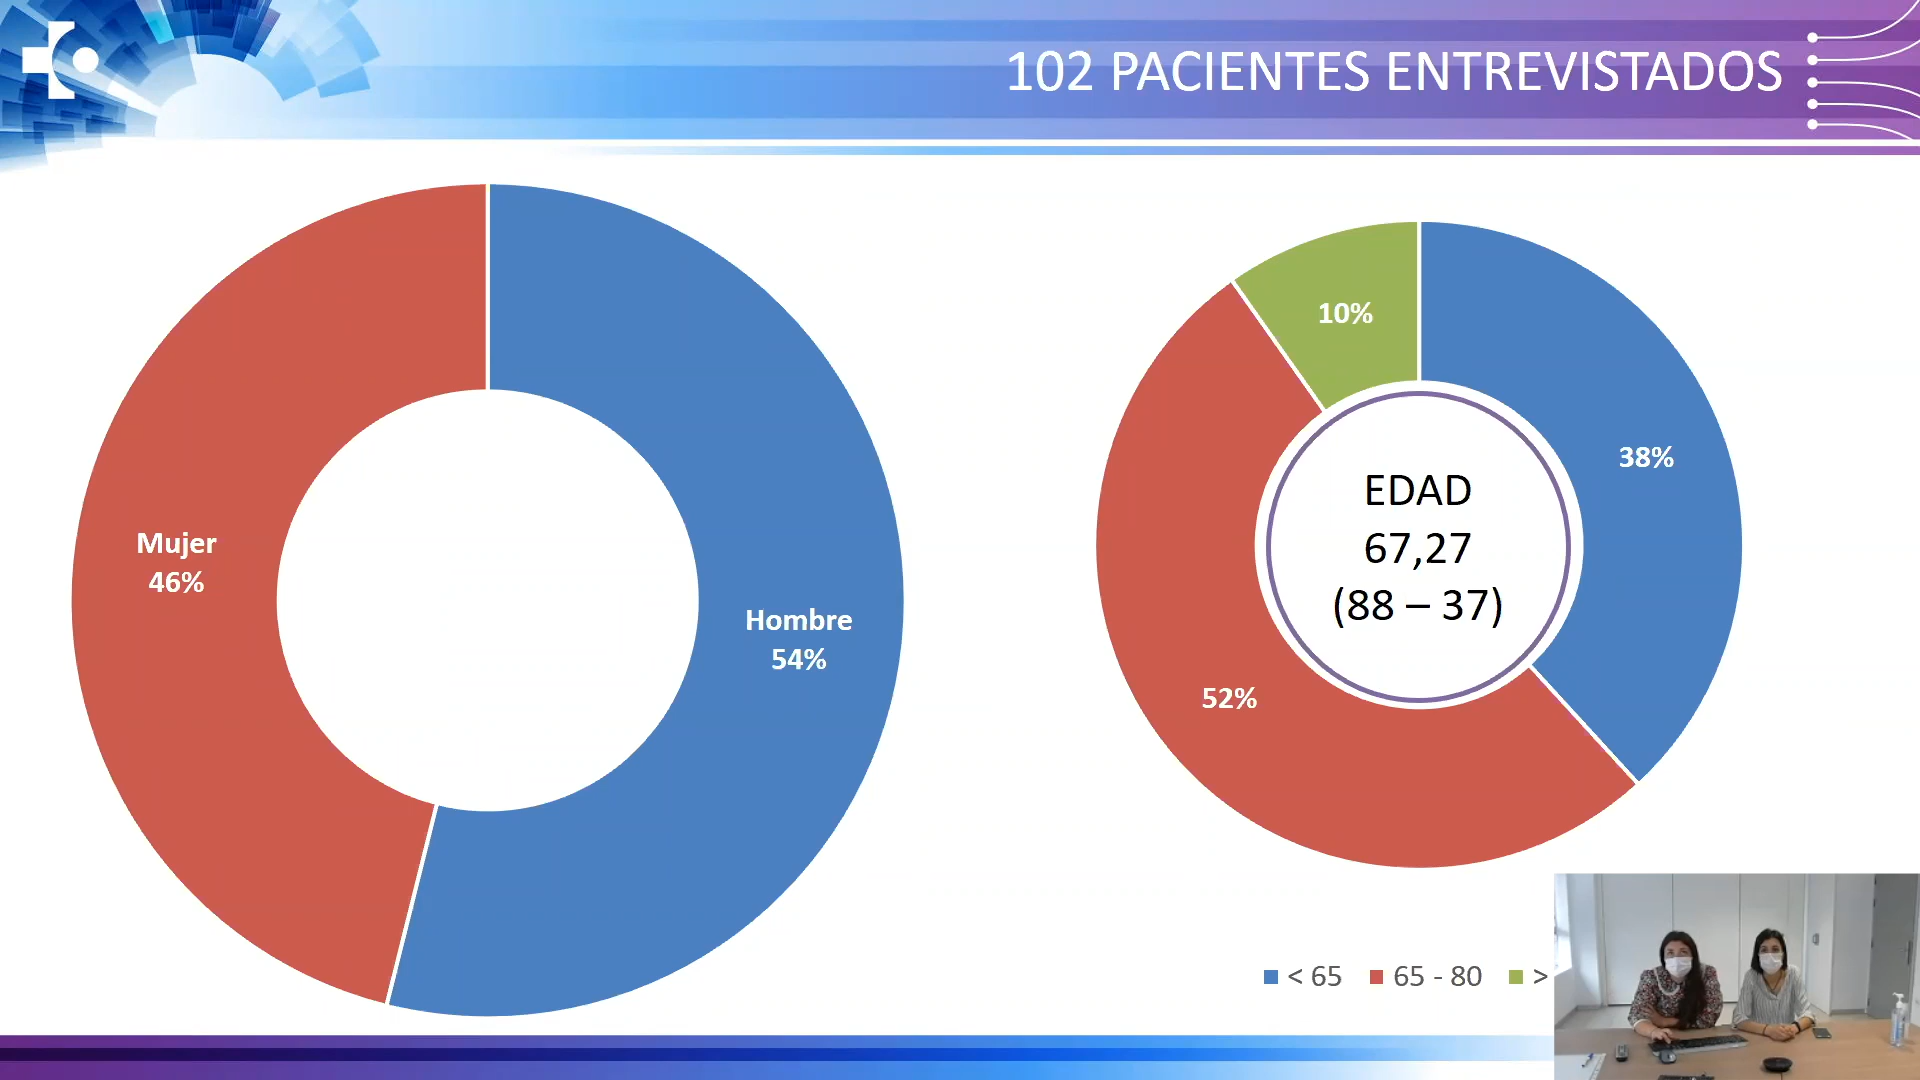 102 PACIENTES ENTREVISTADOS
Mujer
46%
Hombre
54%
10%
38%
52%
EDAD
67,27
(88 – 37)
< 65
65 - 80
>